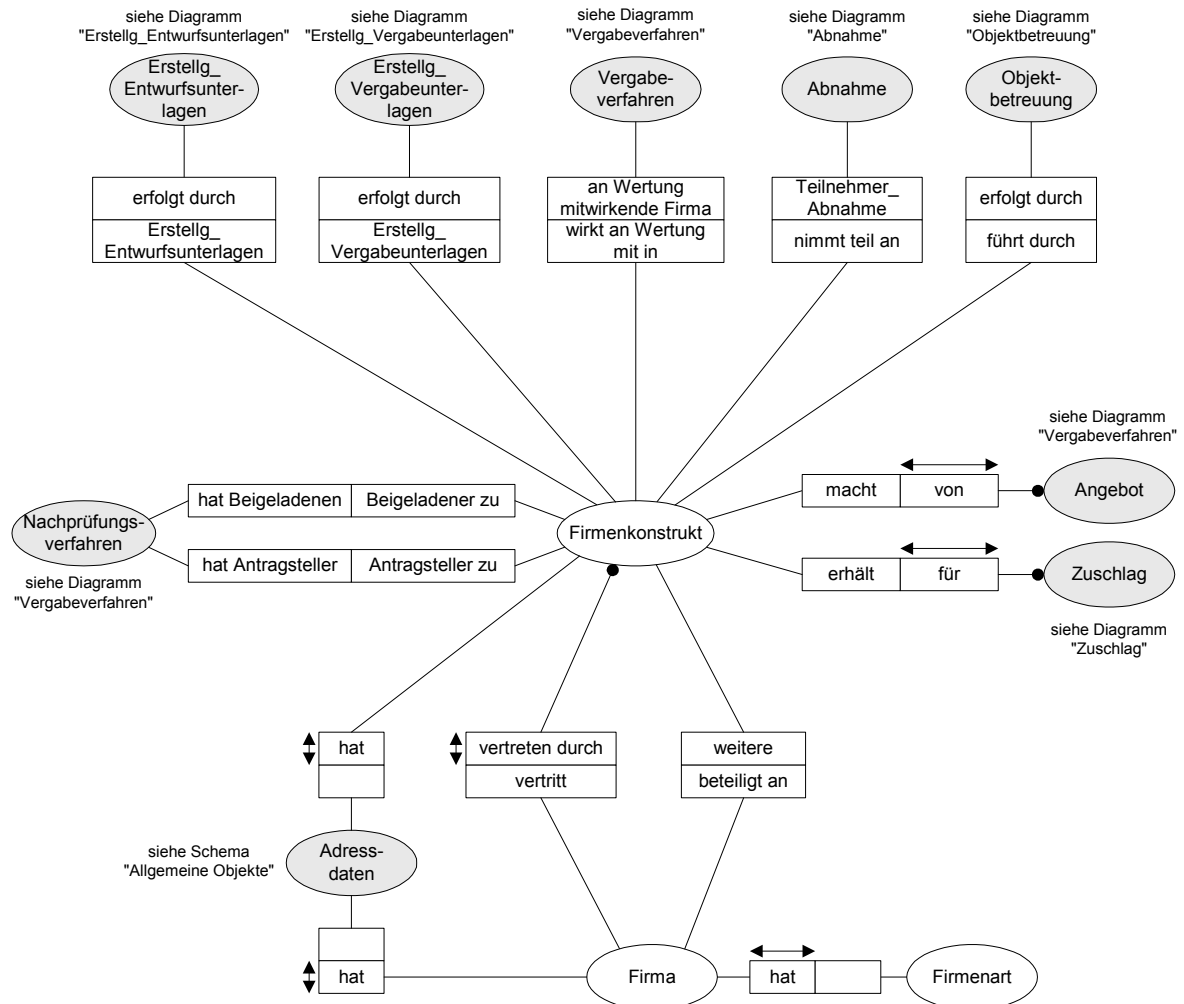 siehe Diagramm
"Erstellg_Entwurfsunterlagen"
siehe Diagramm
"Erstellg_Vergabeunterlagen"
siehe Diagramm
"Vergabeverfahren"
siehe Diagramm
"Abnahme"
siehe Diagramm
"Objektbetreuung"
Erstellg_
Entwurfsunter-
lagen
Erstellg_
Vergabeunter-
lagen
Vergabe-
verfahren
Abnahme
Objekt-
betreuung
erfolgt durch
Erstellg_
Entwurfsunterlagen
erfolgt durch
Erstellg_
Vergabeunterlagen
an Wertung
mitwirkende Firma
wirkt an Wertung
mit in
Teilnehmer_
Abnahme
nimmt teil an
erfolgt durch
führt durch
siehe Diagramm
"Vergabeverfahren"
hat Beigeladenen
Beigeladener zu
macht
von
Angebot
Nachprüfungs-
verfahren
Firmenkonstrukt
hat Antragsteller
Antragsteller zu
erhält
für
Zuschlag
siehe Diagramm
"Vergabeverfahren"
siehe Diagramm
"Zuschlag"
hat
vertreten durch
vertritt
weitere
beteiligt an
siehe Schema
"Allgemeine Objekte"
Adress-
daten
hat
Firma
hat
Firmenart